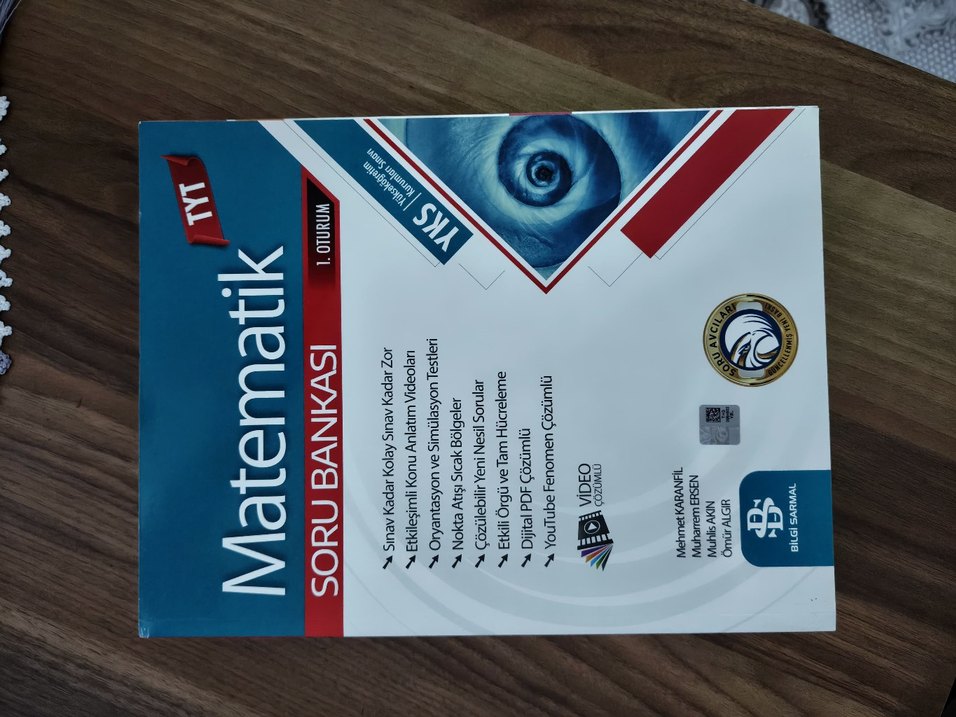 TYT
Matematik
1. OTURUM
SORU BANKASI
YKS
Yükseköğretim
Kurumları Sınavı
Sınav Kadar Kolay Sınav Kadar Zor
Etkileşimli Konu Anlatım Videoları
Oryantasyon ve Simülasyon Testleri
Nokta Atışı Sıcak Bölgeler
Çözülebilir Yeni Nesil Sorular
Etkili Örgü ve Tam Hücreleme
Dijital PDF Çözümlü
YouTube Fenomen Çözümlü
VİDEO
ÇÖZÜMLÜ
SORU AVCILARI
GÜNCELLENMİŞ YENİ BASKI
Mehmet KARANFİL
Muharrem ERSEN
Muhlis AKIN
Ömür ALGIR
BİLGİ SARMAL